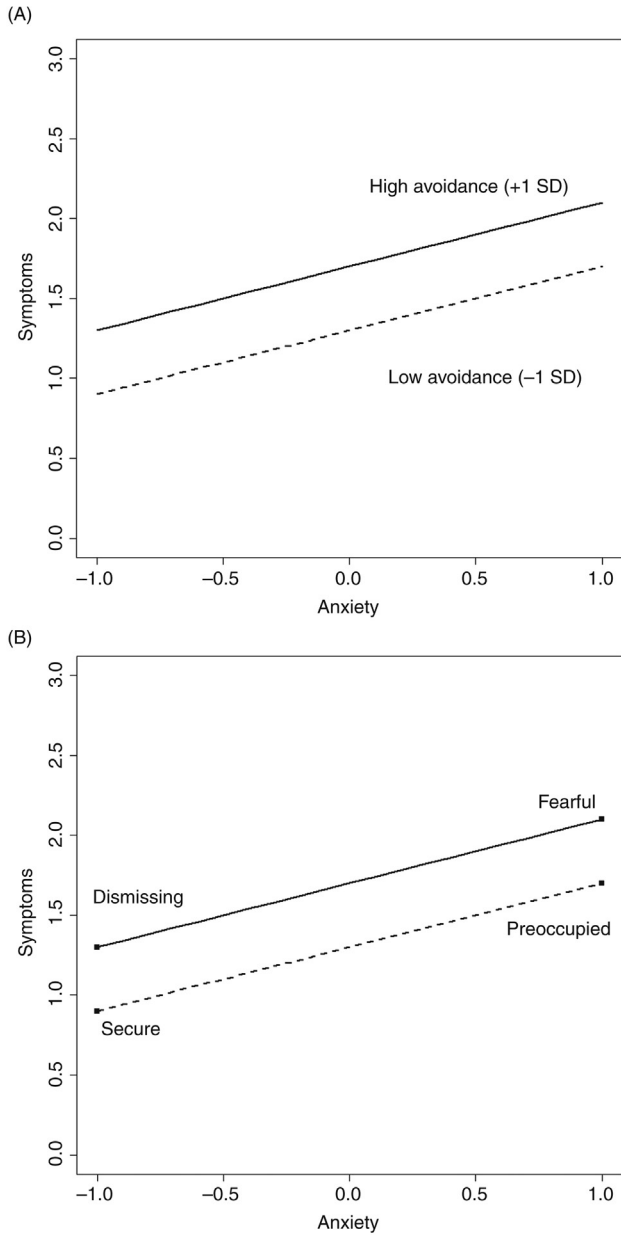 (A)
3.0
2.5
High avoidance (+1 SD)
2.0
Symptoms
1.5
1.0
Low avoidance (–1 SD)
0.5
0.0
–1.0 –0.5 0.0 0.5 1.0
Anxiety
(B)
3.0
2.5
Fearful
2.0
Dismissing
Symptoms
1.5
Preoccupied
1.0
Secure
0.5
0.0
–1.0 –0.5 0.0 0.5 1.0
Anxiety